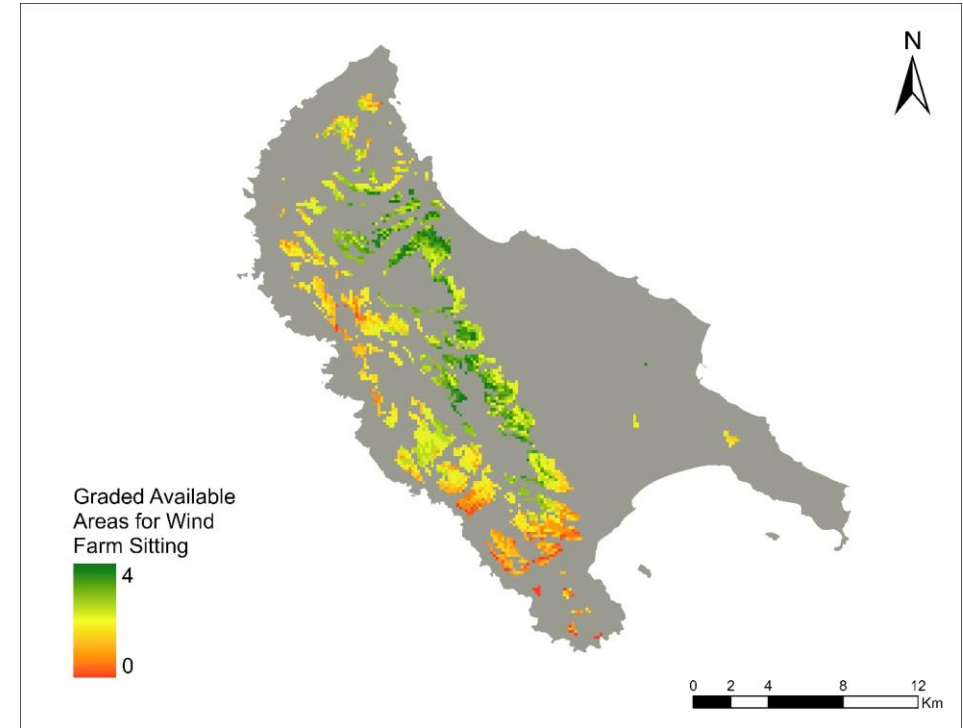 N
Graded Available
Areas for Wind
Farm Sitting
4
0
0 2 4 8 12
Km